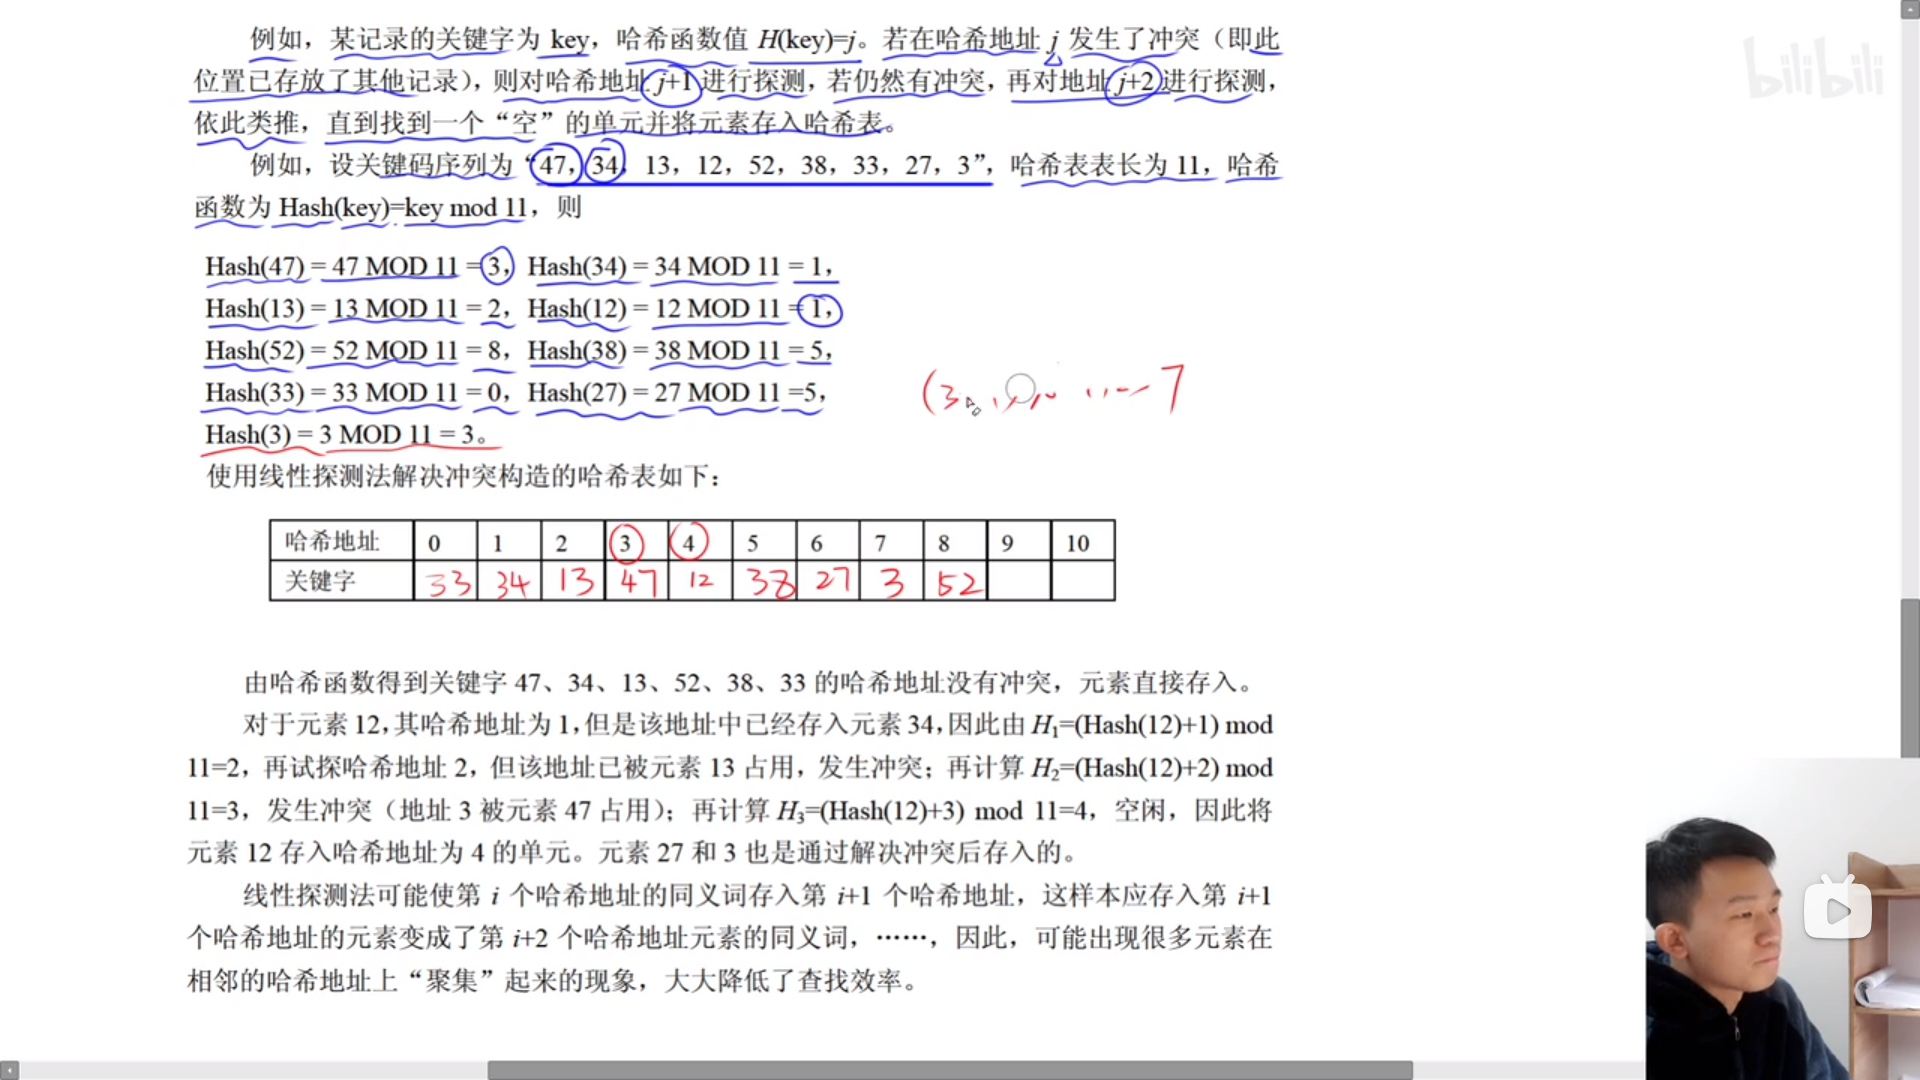 例如，某记录的关键字为 key，哈希函数值 H(key)=j。若在哈希地址 j 发生了冲突（即此
位置已存放了其他记录），则对哈希地址 j+1 进行探测，若仍然有冲突，再对地址 j+2 进行探测，
依此类推，直到找到一个“空”的单元并将元素存入哈希表。
bilibili
例如，设关键码序列为“47，34，13，12，52，38，33，27，3”，哈希表表长为 11，哈希
函数为 Hash(key)=key mod 11，则
Hash(47) = 47 MOD 11 = 3，Hash(34) = 34 MOD 11 = 1，
Hash(13) = 13 MOD 11 = 2，Hash(12) = 12 MOD 11 = 1，
Hash(52) = 52 MOD 11 = 8，Hash(38) = 38 MOD 11 = 5，
Hash(33) = 33 MOD 11 = 0，Hash(27) = 27 MOD 11 =5，
Hash(3) = 3 MOD 11 = 3。
使用线性探测法解决冲突构造的哈希表如下：
哈希地址 0 1 2 3 4 5 6 7 8 9 10
关键字 33 34 13 47 12 38 27 3 52
由哈希函数得到关键字 47、34、13、52、38、33 的哈希地址没有冲突，元素直接存入。
对于元素 12，其哈希地址为 1，但是该地址中已经存入元素 34，因此由 H₁=(Hash(12)+1) mod
11=2，再试探哈希地址 2，但该地址已被元素 13 占用，发生冲突；再计算 H₂=(Hash(12)+2) mod
11=3，发生冲突（地址 3 被元素 47 占用）；再计算 H₃=(Hash(12)+3) mod 11=4，空闲，因此将
元素 12 存入哈希地址为 4 的单元。元素 27 和 3 也是通过解决冲突后存入的。
线性探测法可能使第 i 个哈希地址的同义词存入第 i+1 个哈希地址，这样本应存入第 i+1
个哈希地址的元素变成了第 i+2 个哈希地址元素的同义词，……，因此，可能出现很多元素在
相邻的哈希地址上“聚集”起来的现象，大大降低了查找效率。